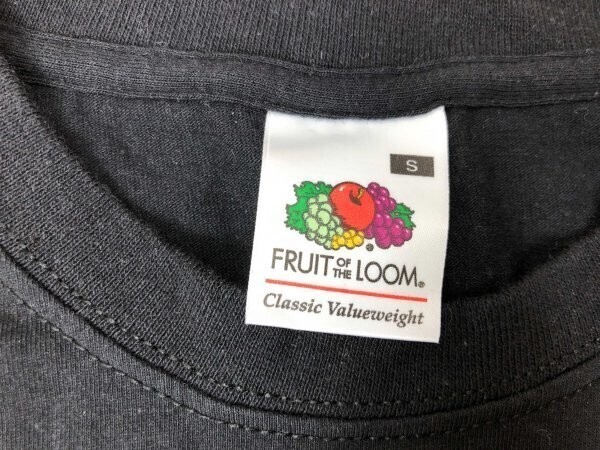 S
FRUIT OF THE LOOM®
Classic Valueweight